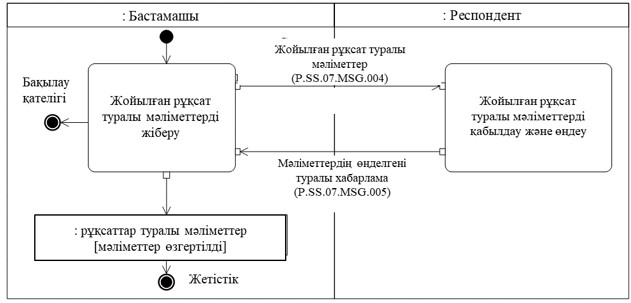 : Бастамашы
: Респондент
Жойылған рұқсат туралы
мәліметтер
(P.SS.07.MSG.004)
Бақылау
қателігі
Жойылған рұқсат
туралы мәліметтерді
жіберу
Жойылған рұқсат
туралы мәліметтерді
қабылдау және өңдеу
Мәліметтердің өңделгені
туралы хабарлама
(P.SS.07.MSG.005)
: рұқсаттар туралы мәліметтер
[мәліметтер өзгертілді]
Жетістік